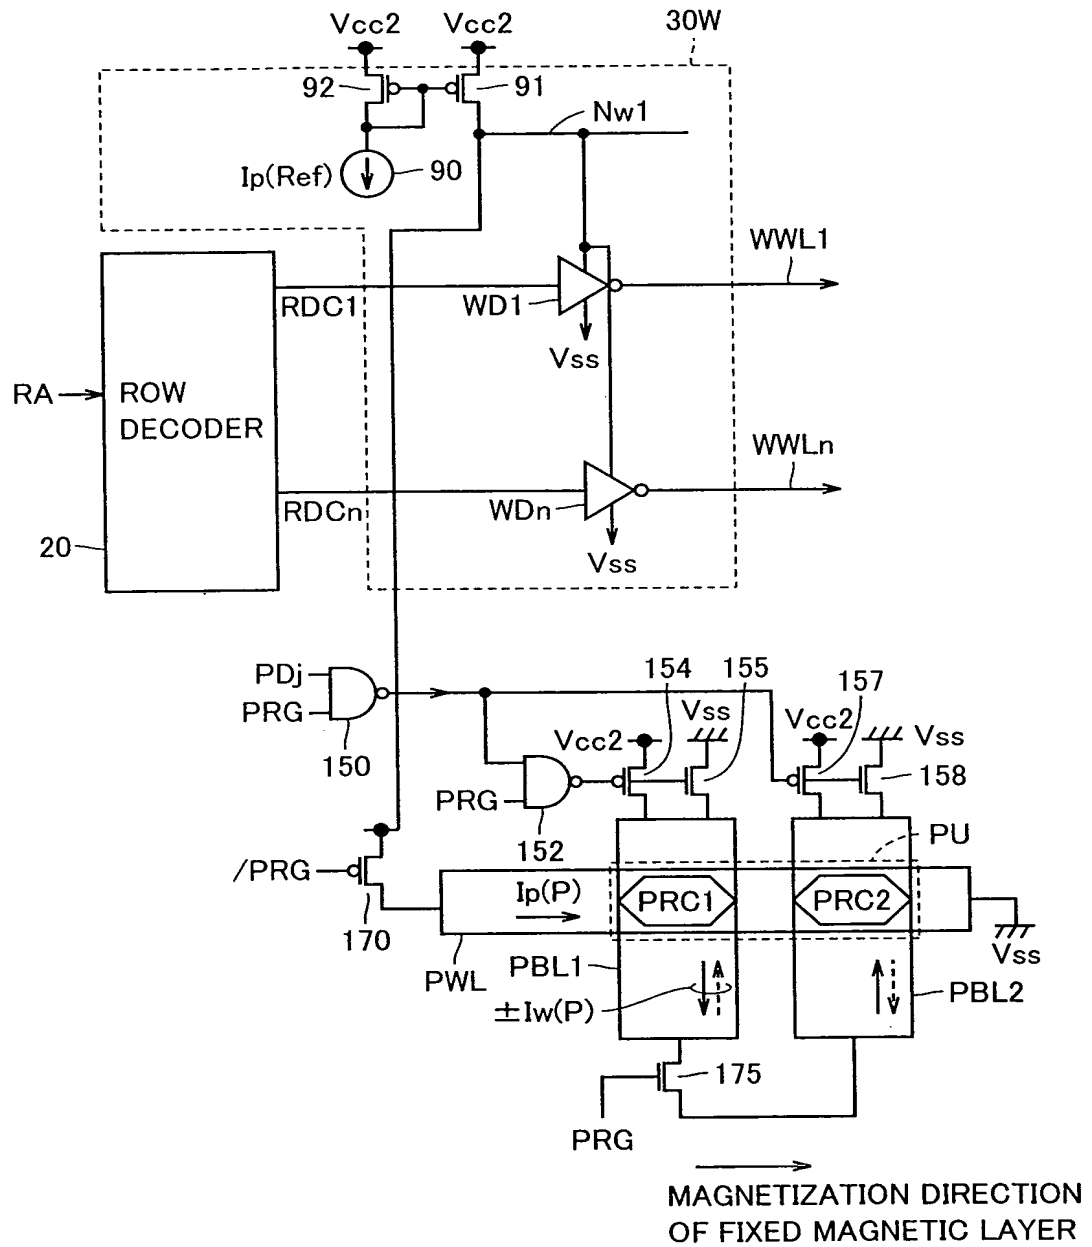 Vcc2
Vcc2
30W
92
91
Nw1
Ip(Ref)
90
WWL1
RDC1
WD1
Vss
RA
ROW
DECODER
WWLn
RDCn
WDn
20
Vss
PDj
PRG
150
154
155
157
Vss
Vcc2
Vcc2
Vss
158
PRG
152
PU
/PRG
Ip(P)
PRC1
PRC2
170
Vss
PWL
PBL1
±Iw(P)
PBL2
175
PRG
MAGNETIZATION DIRECTION
OF FIXED MAGNETIC LAYER